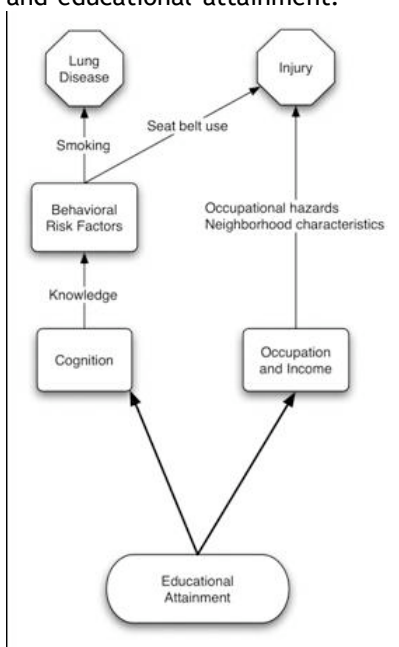 and educational attainment.
Lung
Disease
Injury
Seat belt use
Smoking
Behavioral
Risk Factors
Occupational hazards
Neighborhood characteristics
Knowledge
Cognition
Occupation
and Income
Educational
Attainment